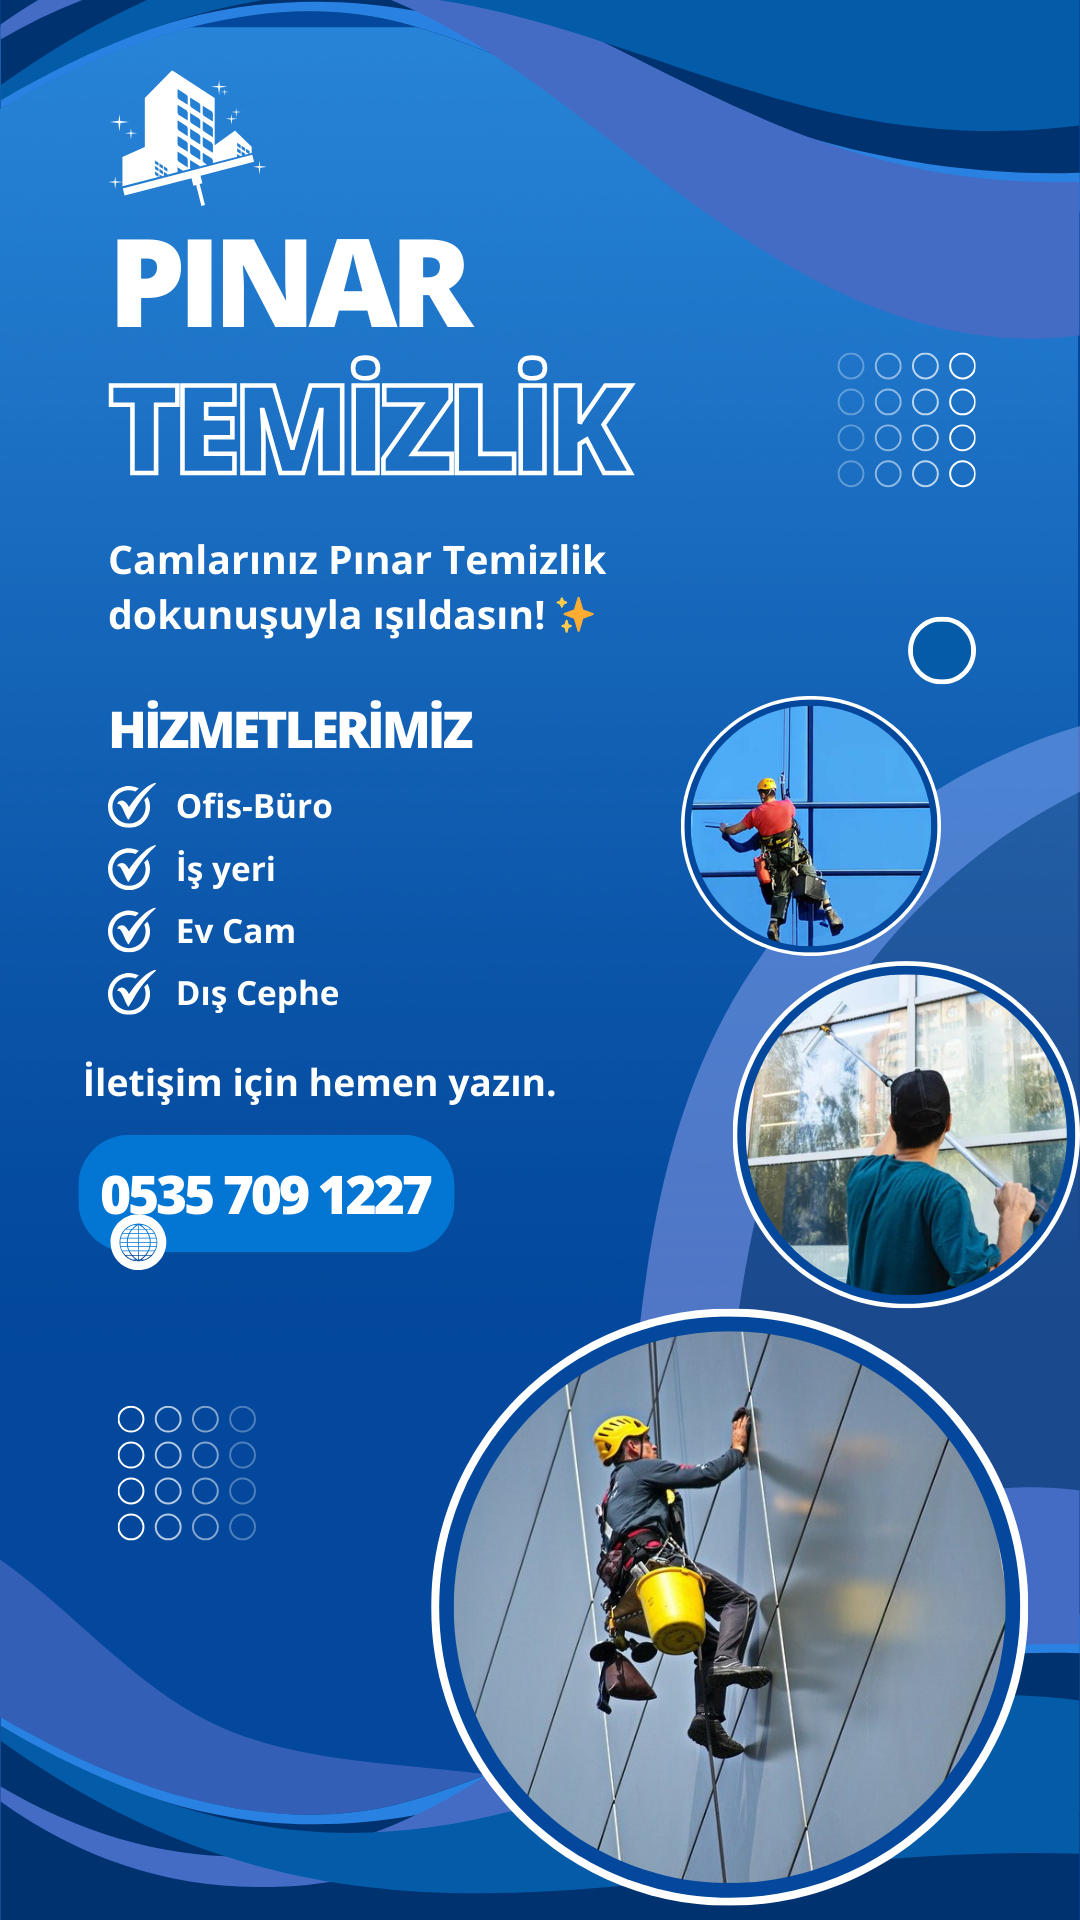 PINAR
TEMİZLİK
Camlarınız Pınar Temizlik
dokunuşuyla ışıldasın! ✨
HİZMETLERİMİZ
Ofis-Büro
İş yeri
Ev Cam
Dış Cephe
İletişim için hemen yazın.
0535 709 1227